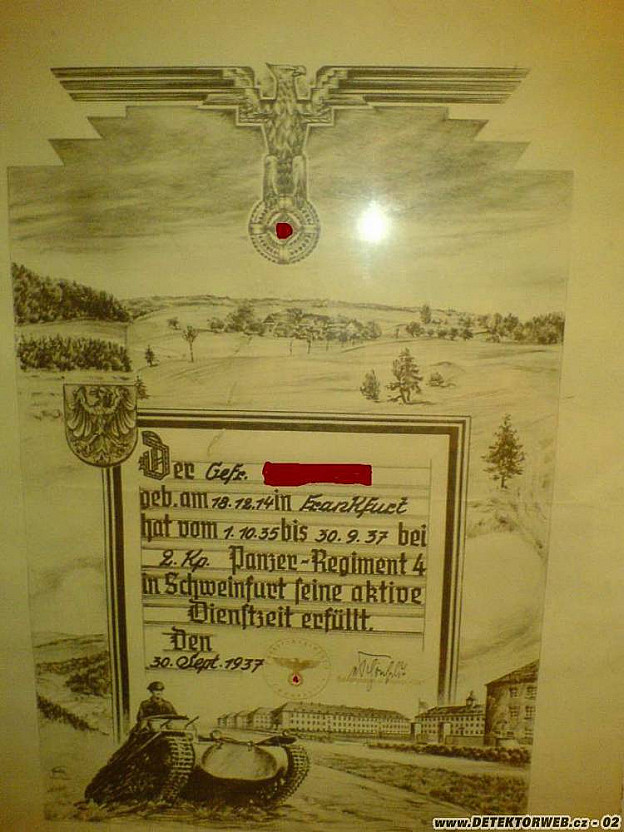 Der Gefr.
geb. am 18.12.14 in Frankfurt
hat vom 1.10.35 bis 30.9.37 bei
2. Kp. Panzer-Regiment 4
in Schweinfurt seine aktive
Dienstzeit erfüllt.
Den
30. Sept. 1937
www.DETEKTORWEB.cz - 02